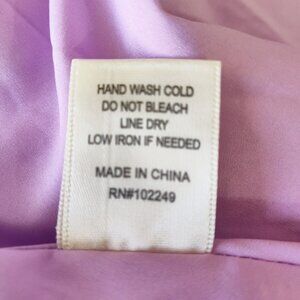 HAND WASH COLD
DO NOT BLEACH
LINE DRY
LOW IRON IF NEEDED
MADE IN CHINA
RN#102249